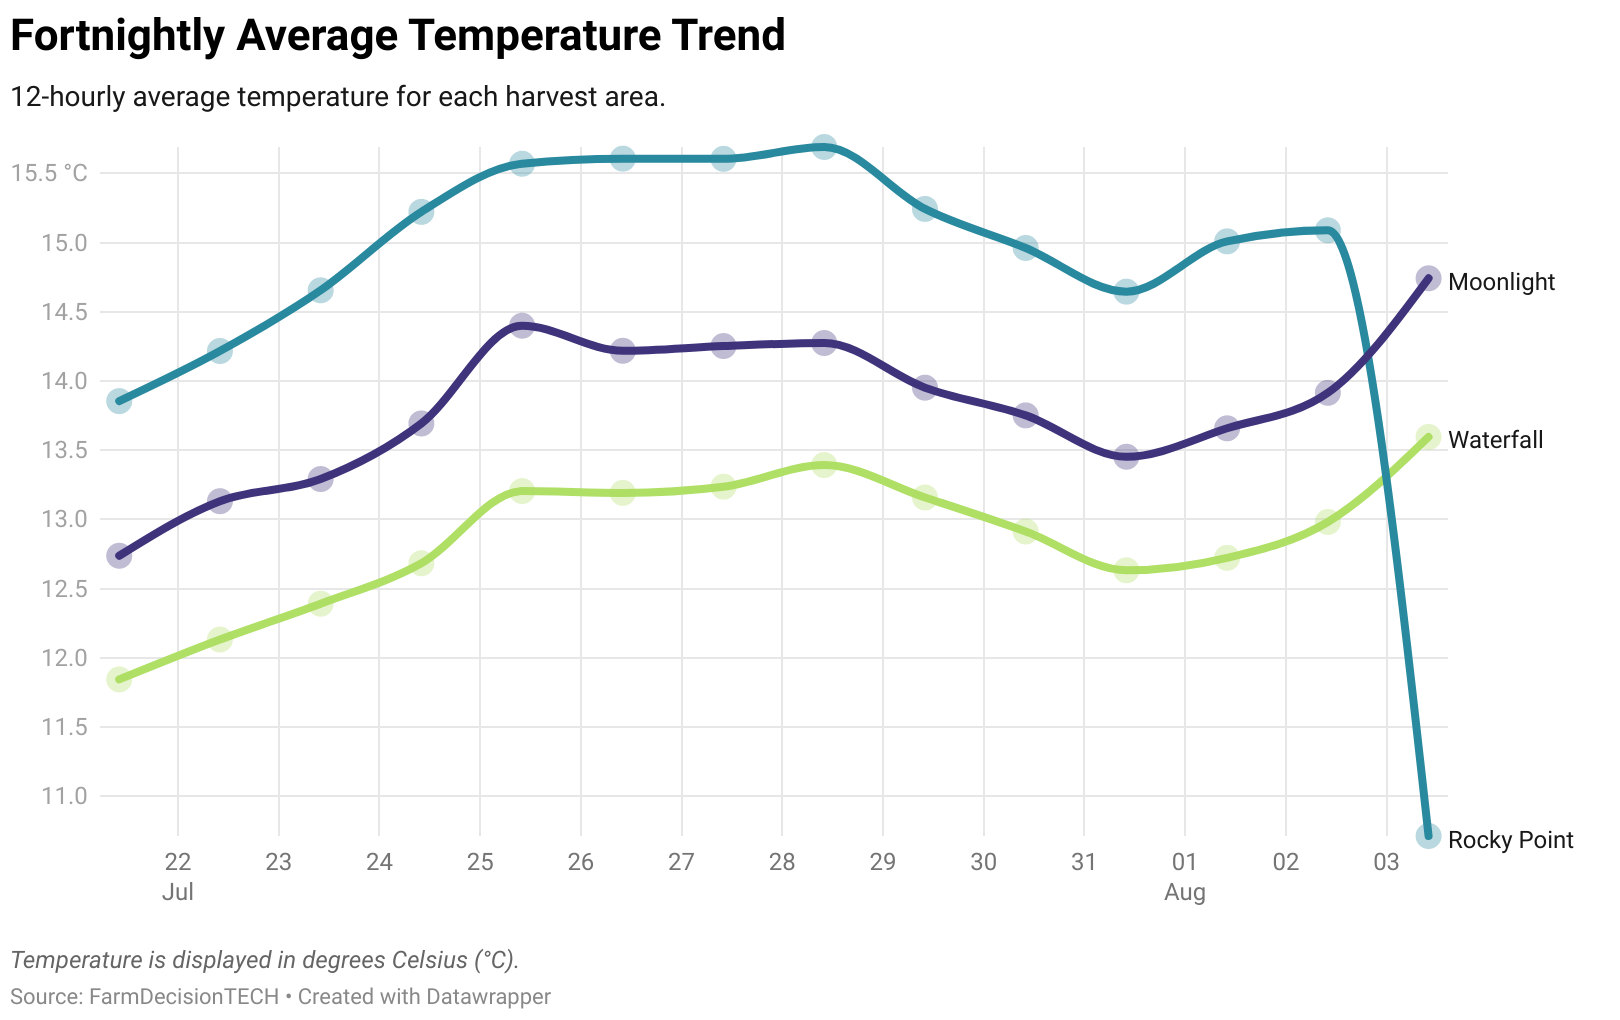 Fortnightly Average Temperature Trend
12-hourly average temperature for each harvest area.
15.5 °C
15.0
14.5
14.0
13.5
13.0
12.5
12.0
11.5
11.0
Moonlight
Waterfall
Rocky Point
22 23 24 25 26 27 28 29 30 31 01 02 03
Jul Aug
Temperature is displayed in degrees Celsius (°C).
Source: FarmDecisionTECH • Created with Datawrapper